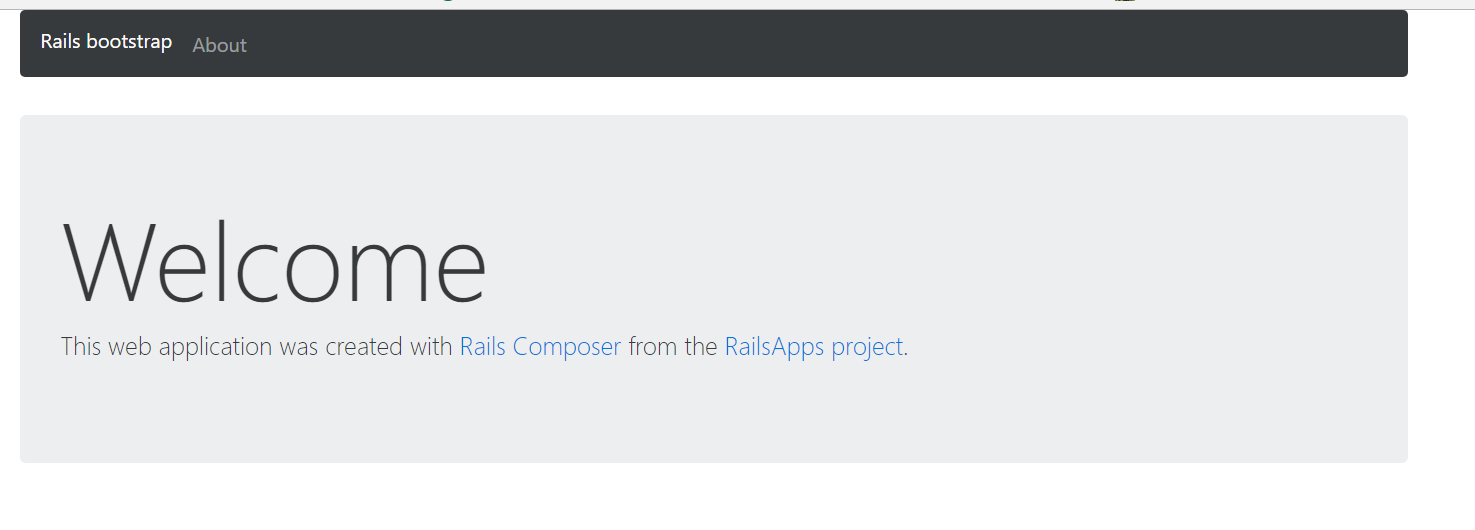 Rails bootstrap About
Welcome
This web application was created with Rails Composer from the RailsApps project.